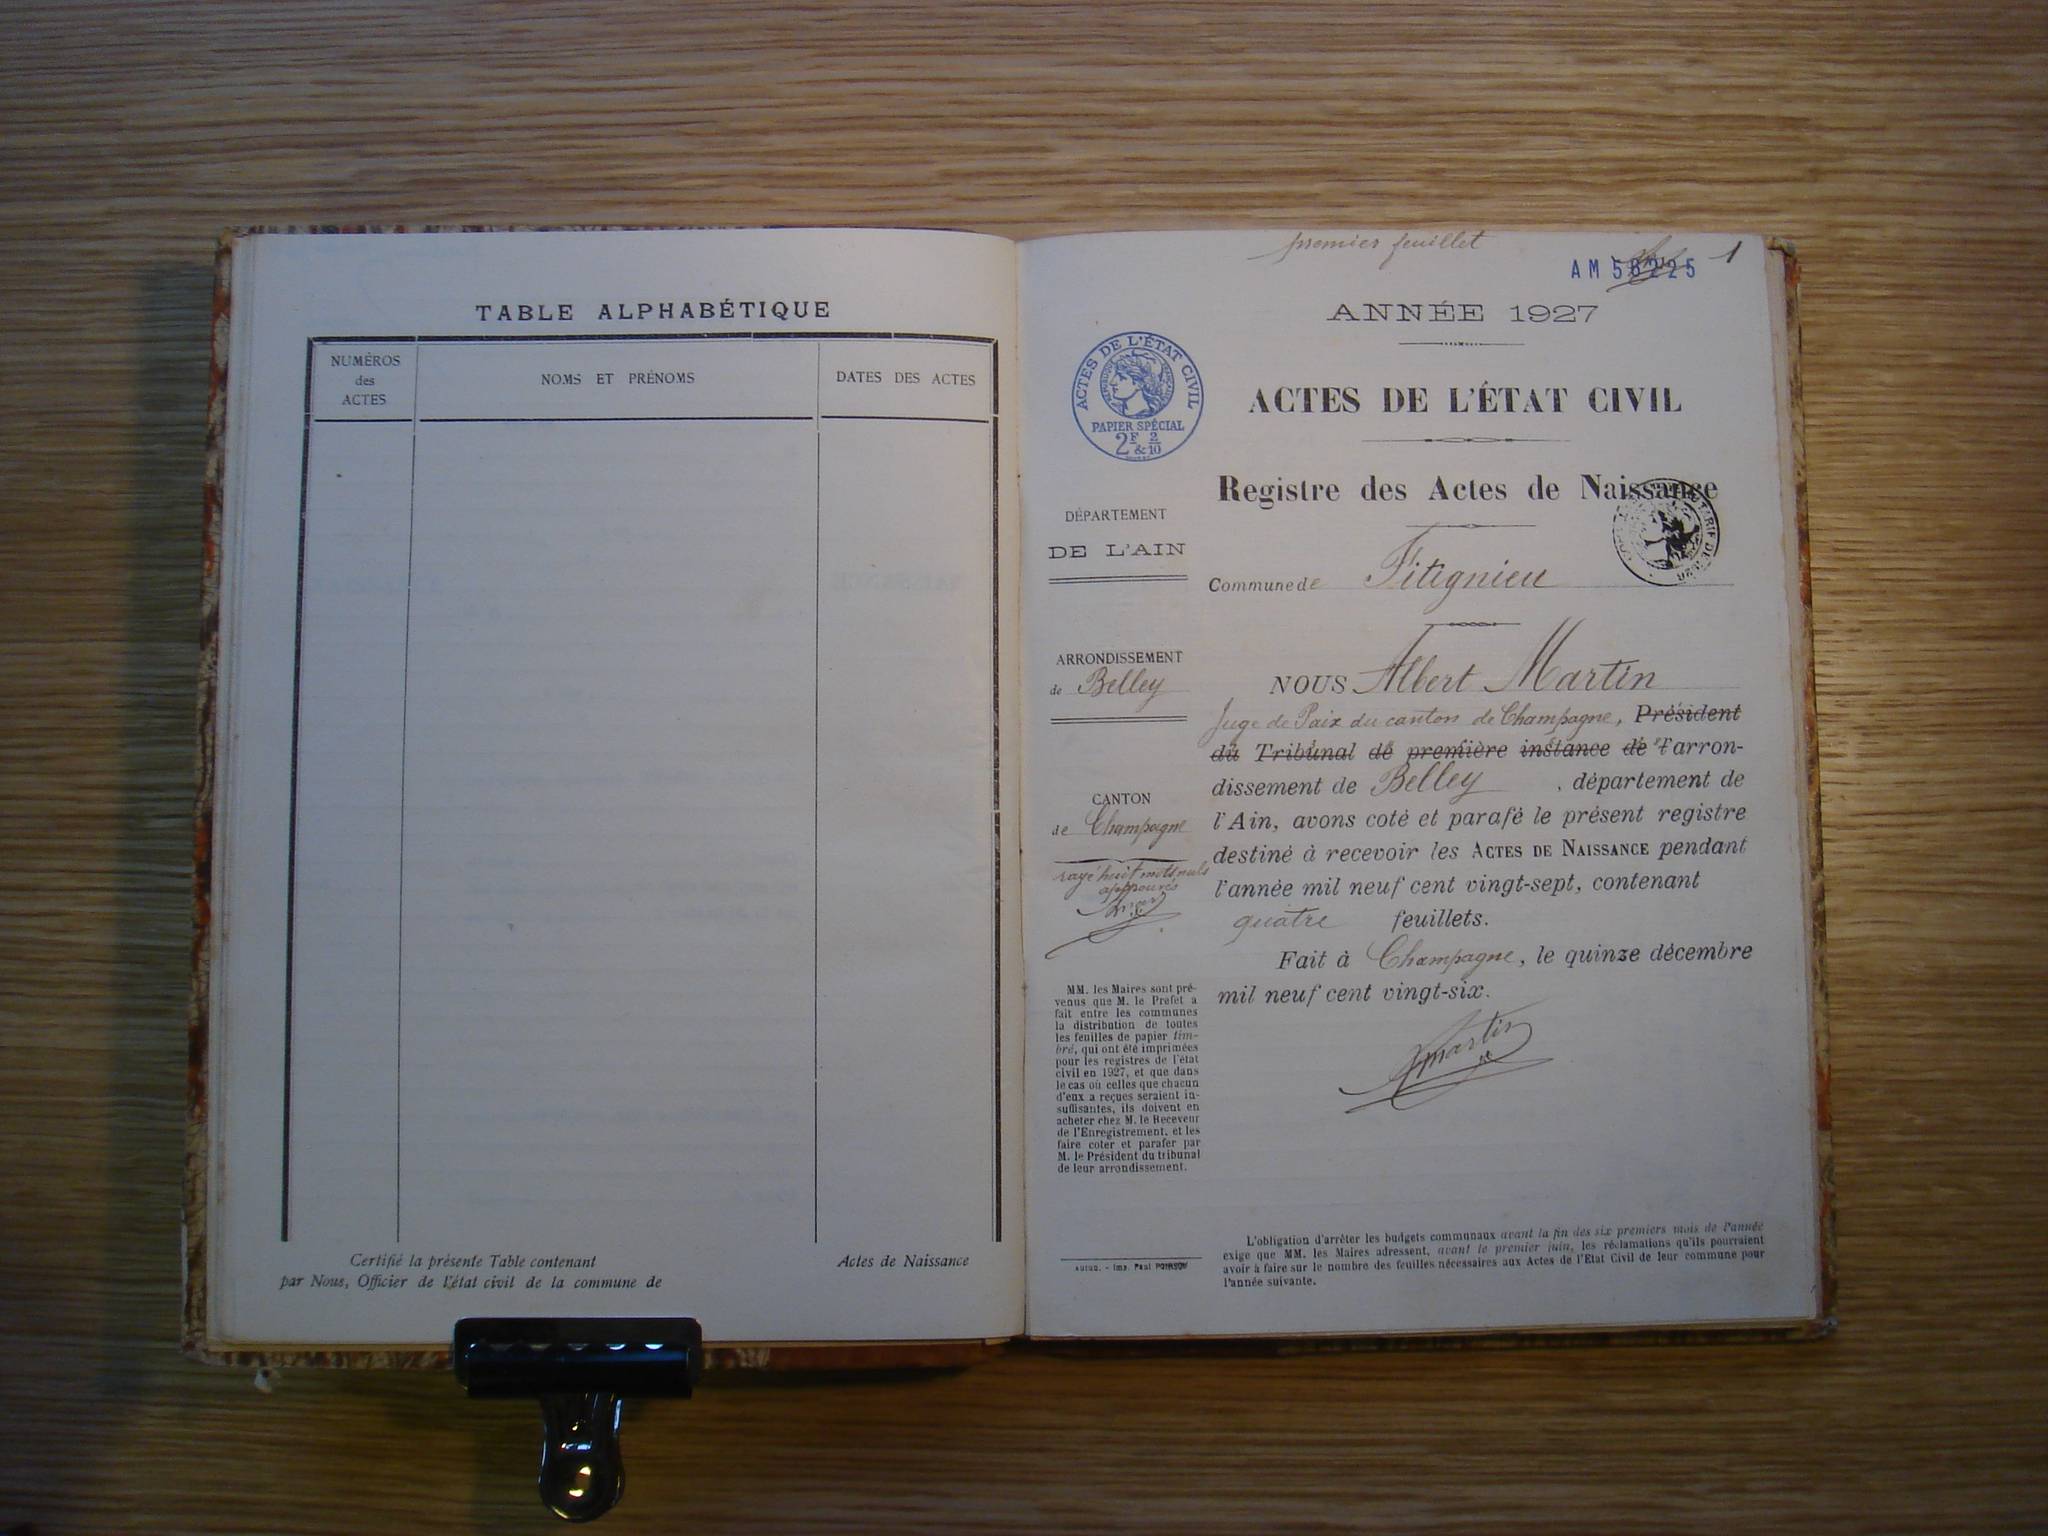 TABLE ALPHABÉTIQUE
NUMÉROS
des
ACTES
NOMS ET PRÉNOMS
DATES DES ACTES
Certifié la présente Table contenant
Actes de Naissance
par Nous, Officier de l'état civil de la commune de
premier feuillet
1
AM 58225
ANNÉE 1927
ACTES DE L'ÉTAT CIVIL
PAPIER SPÉCIAL
2F & 2/10
ACTES DE L'ÉTAT CIVIL
Registre des Actes de Naissance
DÉPARTEMENT
DE L'AIN
Commune de Fitignieu
ARRONDISSEMENT
de Belley
CANTON
de Champagne
rayé huit mots nuls
approuvés
MM. les Maires sont pré-
venus que M. le Préfet a
fait entre les communes
la distribution de toutes
les feuilles de papier tim-
bré, qui ont été imprimées
pour les registres de l'état
civil en 1927, et que dans
le cas où celles que chacun
d'eux a reçues seraient in-
suffisantes, ils doivent en
acheter chez M. le Receveur
de l'Enregistrement, et les
faire coter et parafer par
M. le Président du tribunal
de leur arrondissement.
Imp. Paul
NOUS Albert Martin
Juge de Paix du canton de Champagne, Président
du Tribunal de première instance de l'arron-
dissement de Belley, département de
l'Ain, avons coté et parafé le présent registre
destiné à recevoir les ACTES DE NAISSANCE pendant
l'année mil neuf cent vingt-sept, contenant
quatre feuillets.
Fait à Champagne, le quinze décembre
mil neuf cent vingt-six.
Martin
L'obligation d'arrêter les budgets communaux avant la fin des six premiers mois de l'année
exige que MM. les Maires adressent, avant le premier juin, les réclamations qu'ils pourraient
avoir à faire sur le nombre des feuilles nécessaires aux Actes de l'Etat Civil de leur commune pour
l'année suivante.